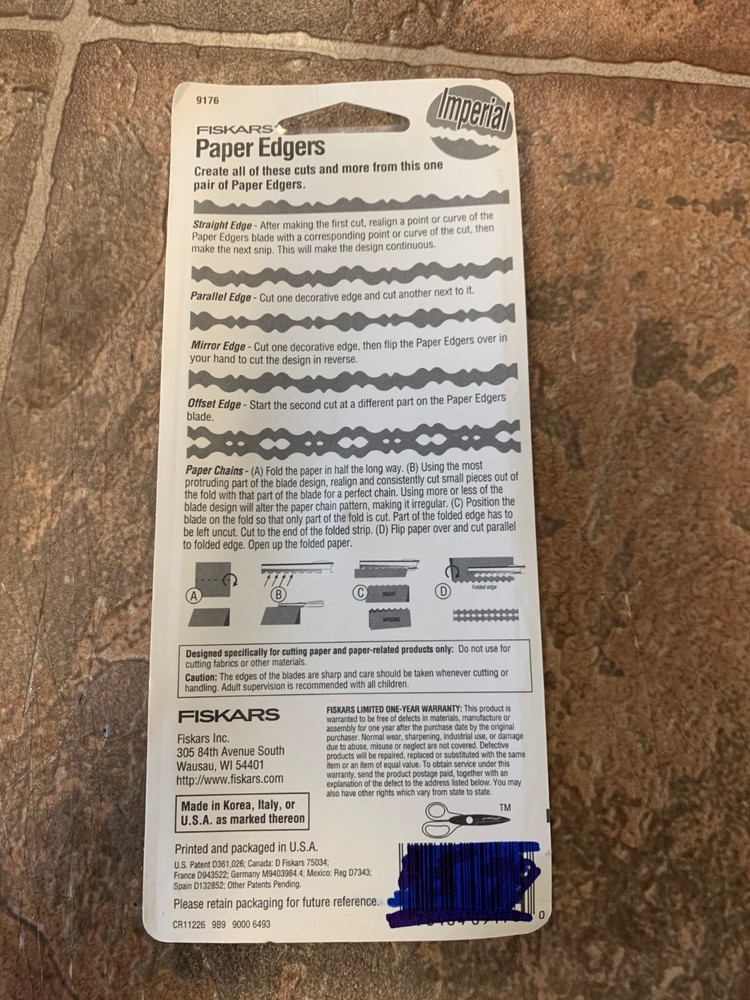 9176
Imperial
FISKARS®
Paper Edgers
Create all of these cuts and more from this one
pair of Paper Edgers.
Straight Edge - After making the first cut, realign a point or curve of the
Paper Edgers blade with a corresponding point or curve of the cut, then
make the next snip. This will make the design continuous.
Parallel Edge - Cut one decorative edge and cut another next to it.
Mirror Edge - Cut one decorative edge, then flip the Paper Edgers over in
your hand to cut the design in reverse.
Offset Edge - Start the second cut at a different part on the Paper Edgers
blade.
Paper Chains - (A) Fold the paper in half the long way. (B) Using the most
protruding part of the blade design, realign and consistently cut small pieces out of
the fold with that part of the blade for a perfect chain. Using more or less of the
blade design will alter the paper chain pattern, making it irregular. (C) Position the
blade on the fold so that only part of the fold is cut. Part of the folded edge has to
be left uncut. Cut to the end of the folded strip. (D) Flip paper over and cut parallel
to folded edge. Open up the folded paper.
A
B
C
RIGHT
WRONG
D
Folded edge
Designed specifically for cutting paper and paper-related products only: Do not use for
cutting fabrics or other materials.
Caution: The edges of the blades are sharp and care should be taken whenever cutting or
handling. Adult supervision is recommended with all children.
FISKARS
Fiskars Inc.
305 84th Avenue South
Wausau, WI 54401
http://www.fiskars.com
Made in Korea, Italy, or
U.S.A. as marked thereon
Printed and packaged in U.S.A.
U.S. Patent D361,026; Canada: D Fiskars 75034;
France D943522; Germany M9403984.4; Mexico: Reg D7343;
Spain D132852; Other Patents Pending.
Please retain packaging for future reference.
CR11226 9B9 9000 6493
FISKARS LIMITED ONE-YEAR WARRANTY: This product is
warranted to be free of defects in materials, manufacture or
assembly for one year after the purchase date by the original
purchaser. Normal wear, sharpening, industrial use, or damage
due to abuse, misuse or neglect are not covered. Defective
products will be repaired, replaced or substituted with the same
item or an item of equal value. To obtain service under this
warranty, send the product postage paid, together with an
explanation of the defect to the address listed below. You may
also have other rights which vary from state to state.
TM
0